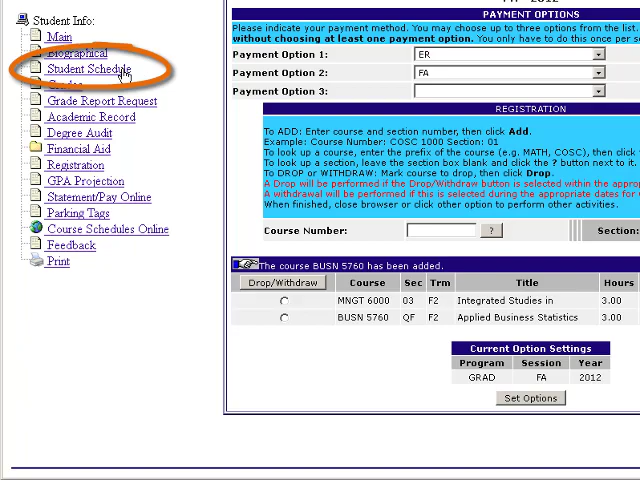 Student Info:
Main
Biographical
Student Schedule
Grades
Grade Report Request
Academic Record
Degree Audit
Financial Aid
Registration
GPA Projection
Statement/Pay Online
Parking Tags
Course Schedules Online
Feedback
Print
PAYMENT OPTIONS
Please indicate your payment method. You may choose up to three options from the list.
without choosing at least one payment option. You only have to do this once per s
Payment Option 1: ER
Payment Option 2: FA
Payment Option 3:
REGISTRATION
To ADD: Enter course and section number, then click Add.
Example: Course Number: COSC 1000 Section: 01
To look up a course, enter the prefix of the course (e.g. MATH, COSC), then click t
To look up a section, leave the section box blank and click the ? button next to it.
To DROP or WITHDRAW: Mark course to drop, then click Drop.
A Drop will be performed if the Drop/Withdraw button is selected within the approp
A withdrawal will be performed if this is selected during the appropriate dates for
When finished, close browser or click other option to perform other activities.
Course Number: ? Section:
The course BUSN 5760 has been added.
Drop/Withdraw Course Sec Trm Title Hours
MNGT 6000 03 F2 Integrated Studies in 3.00
BUSN 5760 QF F2 Applied Business Statistics 3.00
Current Option Settings
Program Session Year
GRAD FA 2012
Set Options